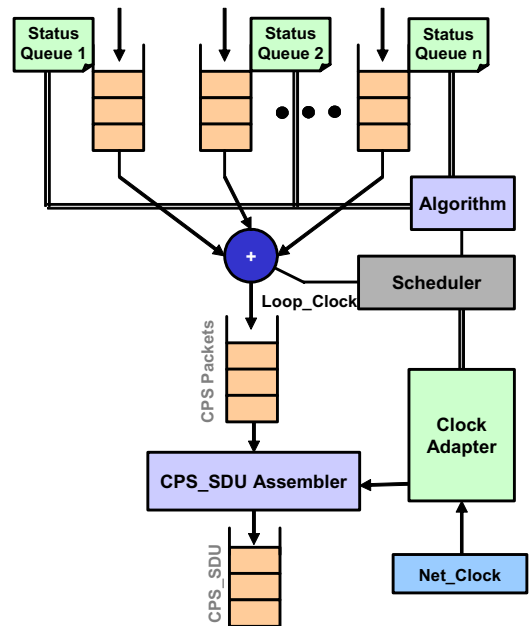 Status
Queue 1
Status
Queue 2
Status
Queue n
Algorithm
+
Scheduler
Loop_Clock
CPS Packets
Clock
Adapter
CPS_SDU Assembler
CPS_SDU
Net_Clock